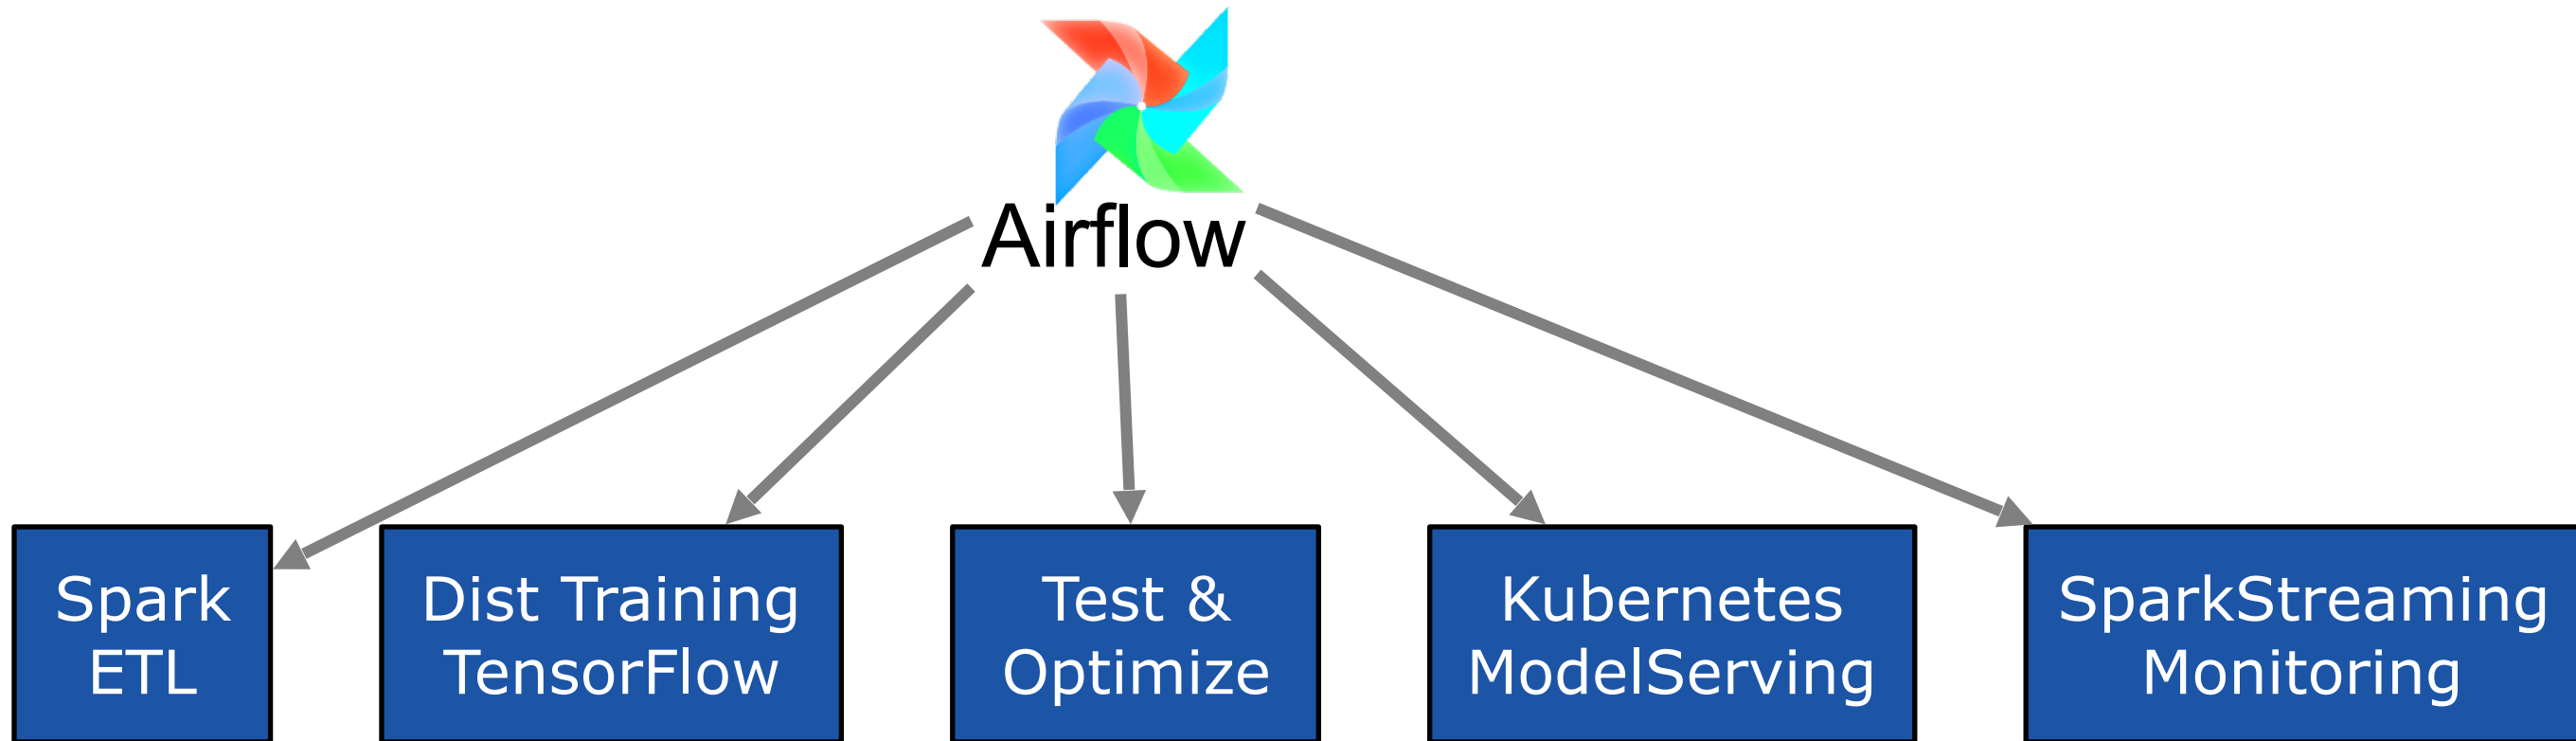 Airflow
Spark
ETL
Dist Training
TensorFlow
Test &
Optimize
Kubernetes
ModelServing
SparkStreaming
Monitoring